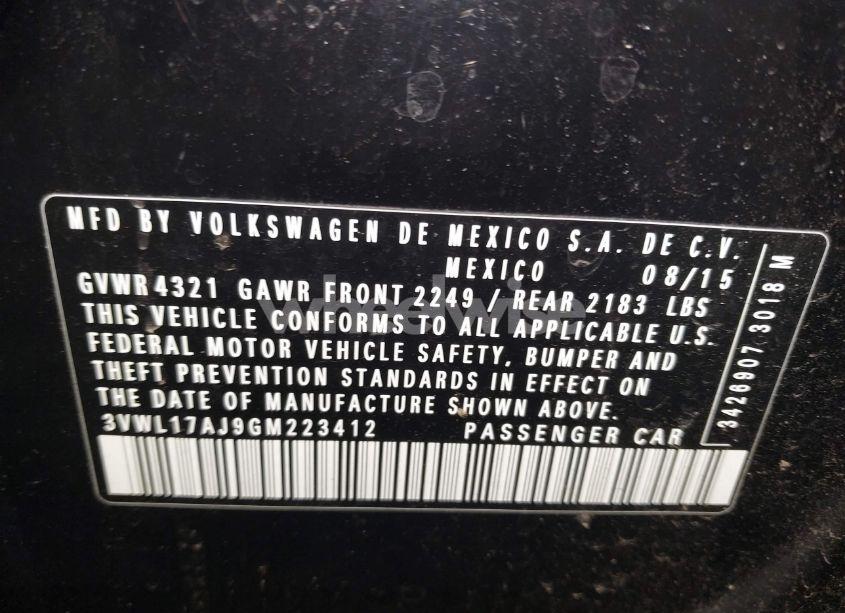 MFD BY VOLKSWAGEN DE MEXICO S.A. DE C.V.
MEXICO 08/15
GVWR 4321 GAWR FRONT 2249 / REAR 2183 LBS
THIS VEHICLE CONFORMS TO ALL APPLICABLE U.S.
FEDERAL MOTOR VEHICLE SAFETY, BUMPER AND
THEFT PREVENTION STANDARDS IN EFFECT ON
THE DATE OF MANUFACTURE SHOWN ABOVE.
3VWL17AJ9GM223412 PASSENGER CAR
3426907 3018 M
Wheelwise